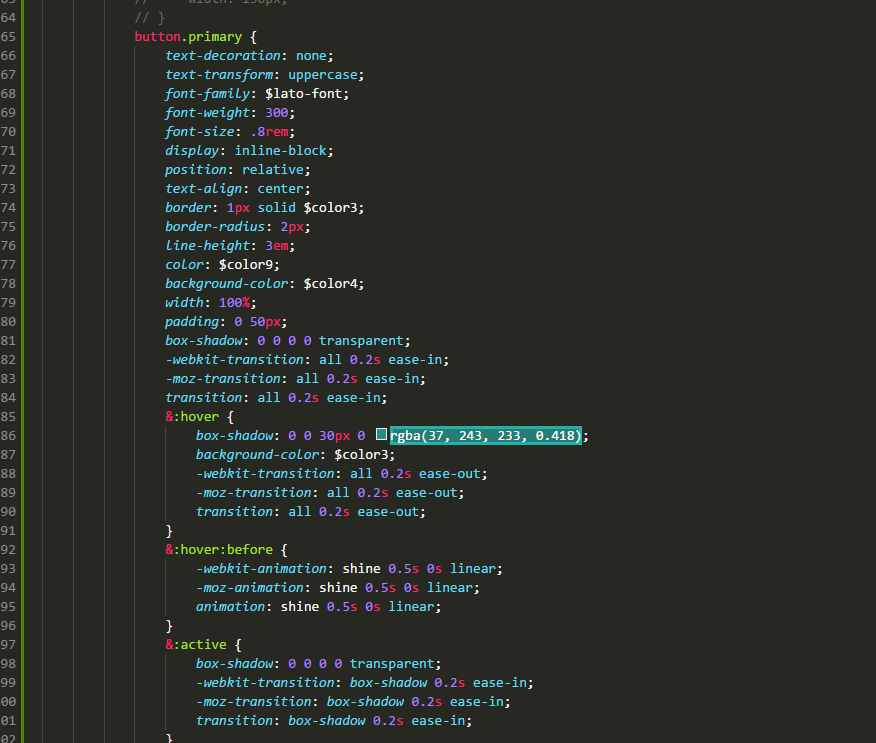 //     width: 150px;
64 // }
65 button.primary {
66 text-decoration: none;
67 text-transform: uppercase;
68 font-family: $lato-font;
69 font-weight: 300;
70 font-size: .8rem;
71 display: inline-block;
72 position: relative;
73 text-align: center;
74 border: 1px solid $color3;
75 border-radius: 2px;
76 line-height: 3em;
77 color: $color9;
78 background-color: $color4;
79 width: 100%;
80 padding: 0 50px;
81 box-shadow: 0 0 0 0 transparent;
82 -webkit-transition: all 0.2s ease-in;
83 -moz-transition: all 0.2s ease-in;
84 transition: all 0.2s ease-in;
85 &:hover {
86 box-shadow: 0 0 30px 0 rgba(37, 243, 233, 0.418);
87 background-color: $color3;
88 -webkit-transition: all 0.2s ease-out;
89 -moz-transition: all 0.2s ease-out;
90 transition: all 0.2s ease-out;
91 }
92 &:hover:before {
93 -webkit-animation: shine 0.5s 0s linear;
94 -moz-animation: shine 0.5s 0s linear;
95 animation: shine 0.5s 0s linear;
96 }
97 &:active {
98 box-shadow: 0 0 0 0 transparent;
99 -webkit-transition: box-shadow 0.2s ease-in;
00 -moz-transition: box-shadow 0.2s ease-in;
01 transition: box-shadow 0.2s ease-in;
02 }